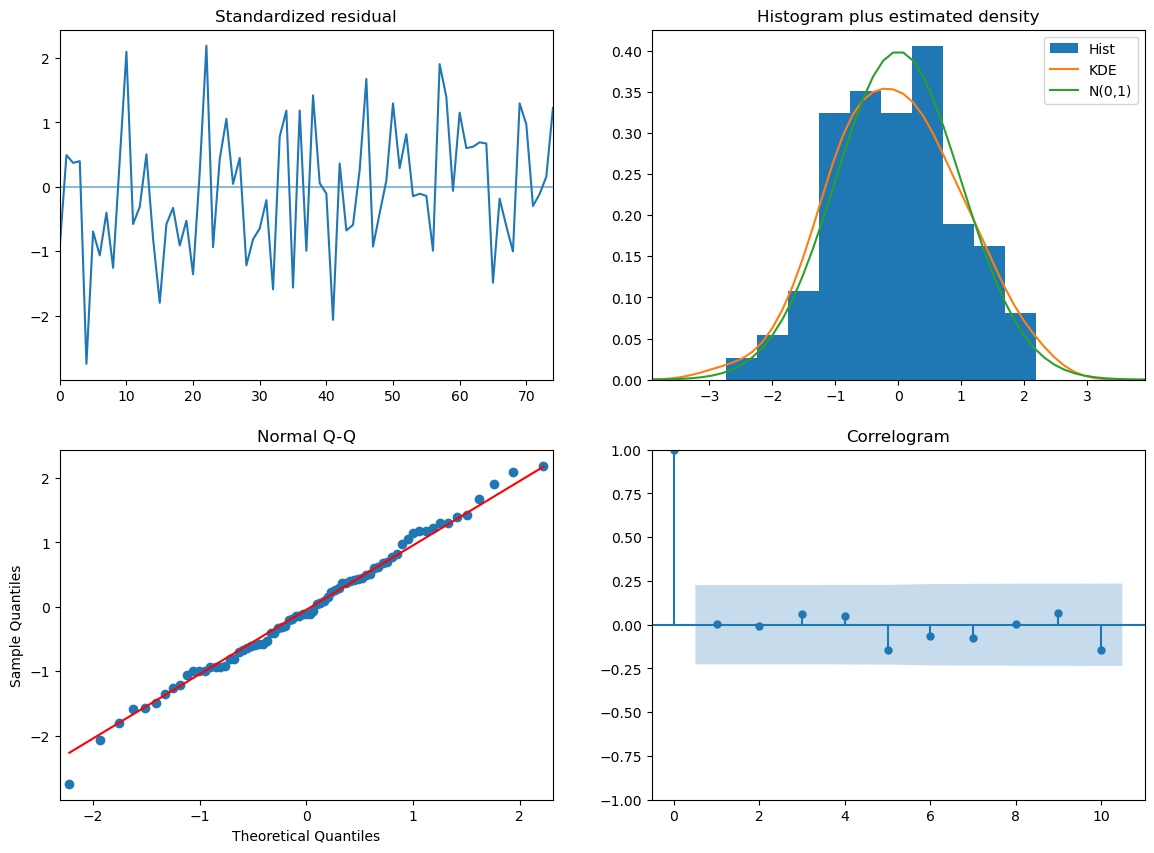 Standardized residual
2
1
0
−1
−2
0 10 20 30 40 50 60 70
Histogram plus estimated density
Hist
KDE
N(0,1)
0.40
0.35
0.30
0.25
0.20
0.15
0.10
0.05
0.00
−3 −2 −1 0 1 2 3
Normal Q-Q
Sample Quantiles
2
1
0
−1
−2
−2 −1 0 1 2
Theoretical Quantiles
Correlogram
1.00
0.75
0.50
0.25
0.00
−0.25
−0.50
−0.75
−1.00
0 2 4 6 8 10